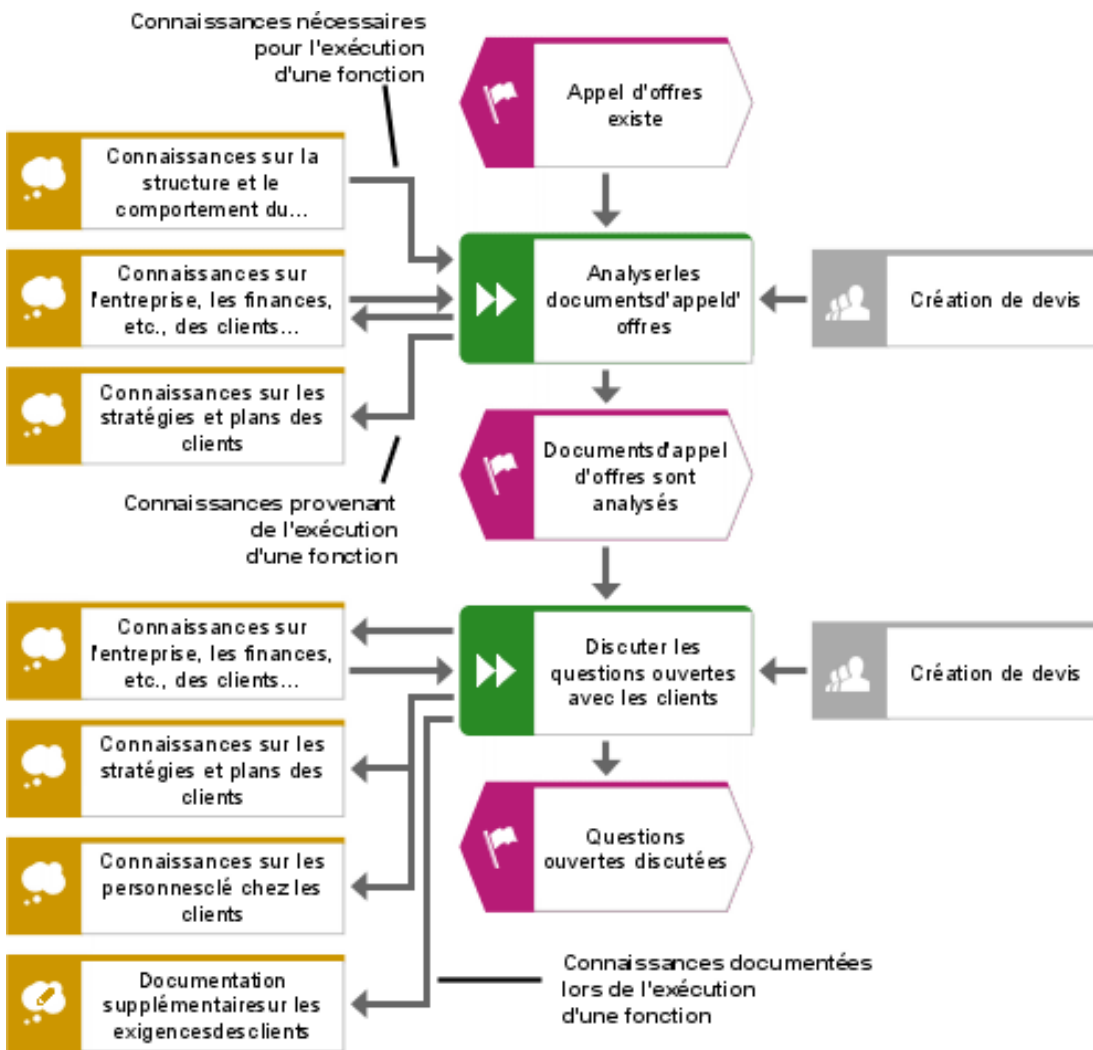 Connaissances nécessaires
pour l'exécution
d'une fonction
Appel d'offres
existe
Connaissances sur la
structure et le
comportement du...
Connaissances sur
l'entreprise, les finances,
etc., des clients...
Analyserles
documentsd'appeld'
offres
Création de devis
Connaissances sur les
stratégies et plans des
clients
Documentsd'appel
d'offres sont
analysés
Connaissances provenant
de l'exécution
d'une fonction
Connaissances sur
l'entreprise, les finances,
etc., des clients...
Discuter les
questions ouvertes
avec les clients
Création de devis
Connaissances sur les
stratégies et plans des
clients
Questions
ouvertes discutées
Connaissances sur les
personnesclé chez les
clients
Connaissances documentées
lors de l'exécution
d'une fonction
Documentation
supplémentairesur les
exigencesdesclients